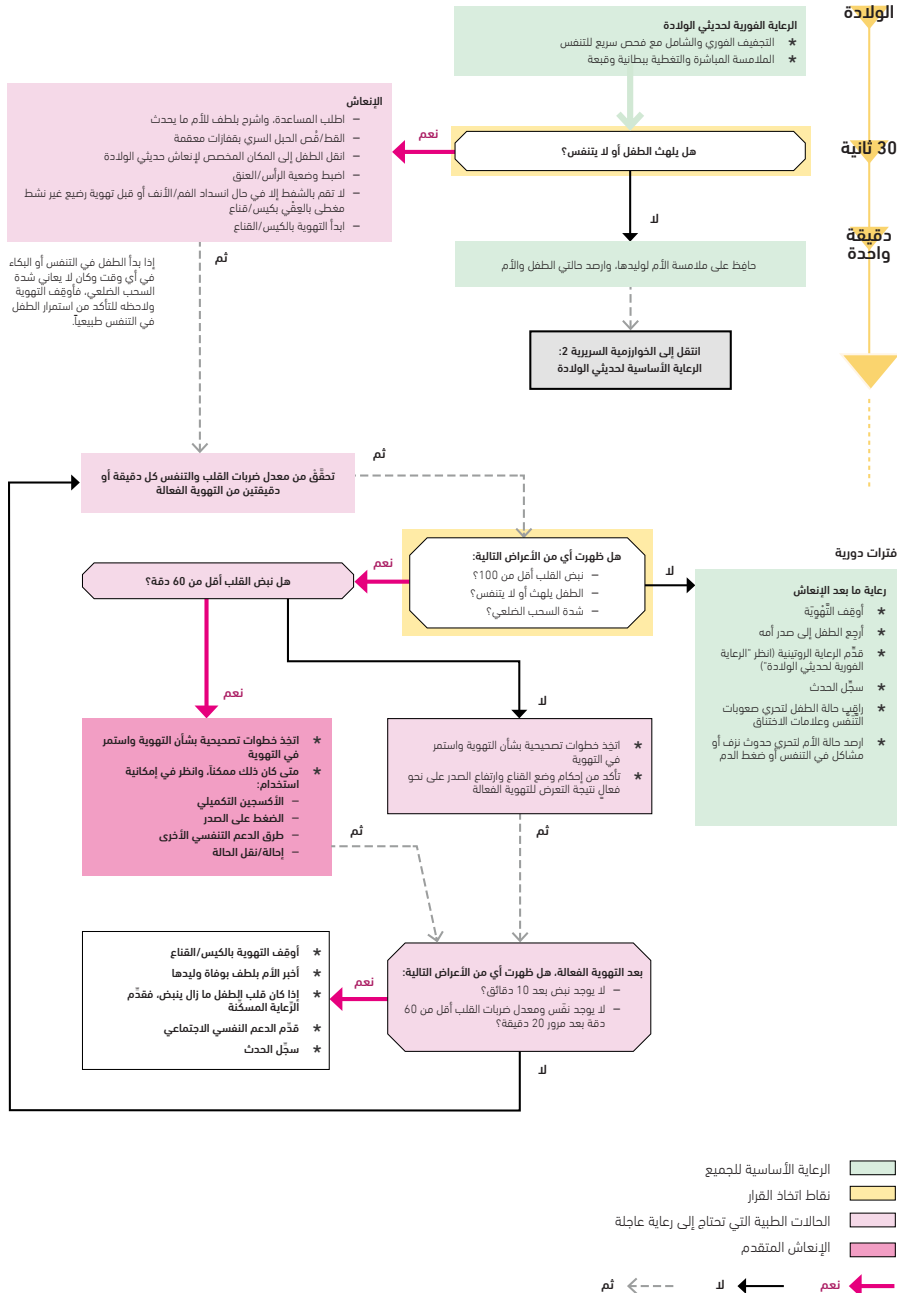 الولادة
الرعاية الفورية لحديثي الولادة
* التجفيف الفوري والشامل مع فحص سريع للتنفس
* الملامسة المباشرة والتغطية ببطانية وقبعة
30 ثانية
هل يلهث الطفل أو لا يتنفس؟
نعم
الإنعاش
– اطلب المساعدة، واشرح بلطف للأم ما يحدث
– القط/قُص الحبل السري بقفازات معقمة
– انقل الطفل إلى المكان المخصص لإنعاش حديثي الولادة
– اضبط وضعية الرأس/العنق
– لا تقم بالشفط إلا في حال انسداد الفم/الأنف أو قبل تهوية رضيع غير نشط
مغطى بالعِقْي بكيس/قناع
– ابدأ التهوية بالكيس/القناع
لا
دقيقة
واحدة
حافِظ على ملامسة الأم لوليدها، وارصد حالتي الطفل والأم
ثم
إذا بدأ الطفل في التنفس أو البكاء
في أي وقت وكان لا يعاني شدة
السحب الضلعي، فأوقِف التهوية
ولاحظه للتأكد من استمرار الطفل
في التنفس طبيعياً.
انتقل إلى الخوارزمية السريرية 2:
الرعاية الأساسية لحديثي الولادة
ثم
تحقَّقْ من معدل ضربات القلب والتنفس كل دقيقة أو
دقيقتين من التهوية الفعالة
فترات دورية
هل ظهرت أي من الأعراض التالية:
– نبض القلب أقل من 100؟
– الطفل يلهث أو لا يتنفس؟
– شدة السحب الضلعي؟
لا
رعاية ما بعد الإنعاش
* أوقِف التَّهْوِيَة
* أرجِع الطفل إلى صدر أمه
* قدِّم الرعاية الروتينية (انظر "الرعاية
الفورية لحديثي الولادة")
* سجِّل الحدث
* راقِب حالة الطفل لتحري صعوبات
التَّنَفُّس وعلامات الاختناق
* ارصد حالة الأم لتحري حدوث نزف أو
مشاكل في التنفس أو ضغط الدم
نعم
هل نبض القلب أقل من 60 دقة؟
نعم
لا
* اتخِذ خطوات تصحيحية بشأن التهوية واستمر
في التهوية
* تأكد من إحكام وضع القناع وارتفاع الصدر على نحو
فعالٍ نتيجة التعرض للتهوية الفعالة
* اتخِذ خطوات تصحيحية بشأن التهوية واستمر
في التهوية
* متى كان ذلك ممكناً، وانظر في إمكانية
استخدام:
– الأكسجين التكميلي
– الضغط على الصدر
– طرق الدعم التنفسي الأخرى
– إحالة/نقل الحالة
ثم
ثم
بعد التهوية الفعالة، هل ظهرت أي من الأعراض التالية:
– لا يوجد نبض بعد 10 دقائق؟
– لا يوجد نفَس ومعدل ضربات القلب أقل من 60
دقة بعد مرور 20 دقيقة؟
نعم
* أوقِف التهوية بالكيس/القناع
* أخبر الأم بلطف بوفاة وليدها
* إذا كان قلب الطفل ما زال ينبض، فقدِّم
الرِّعاية المسكِّنة
* قدِّم الدعم النفسي الاجتماعي
* سجِّل الحدث
لا
الرعاية الأساسية للجميع
نقاط اتخاذ القرار
الحالات الطبية التي تحتاج إلى رعاية عاجلة
الإنعاش المتقدم
نعم
لا
ثم